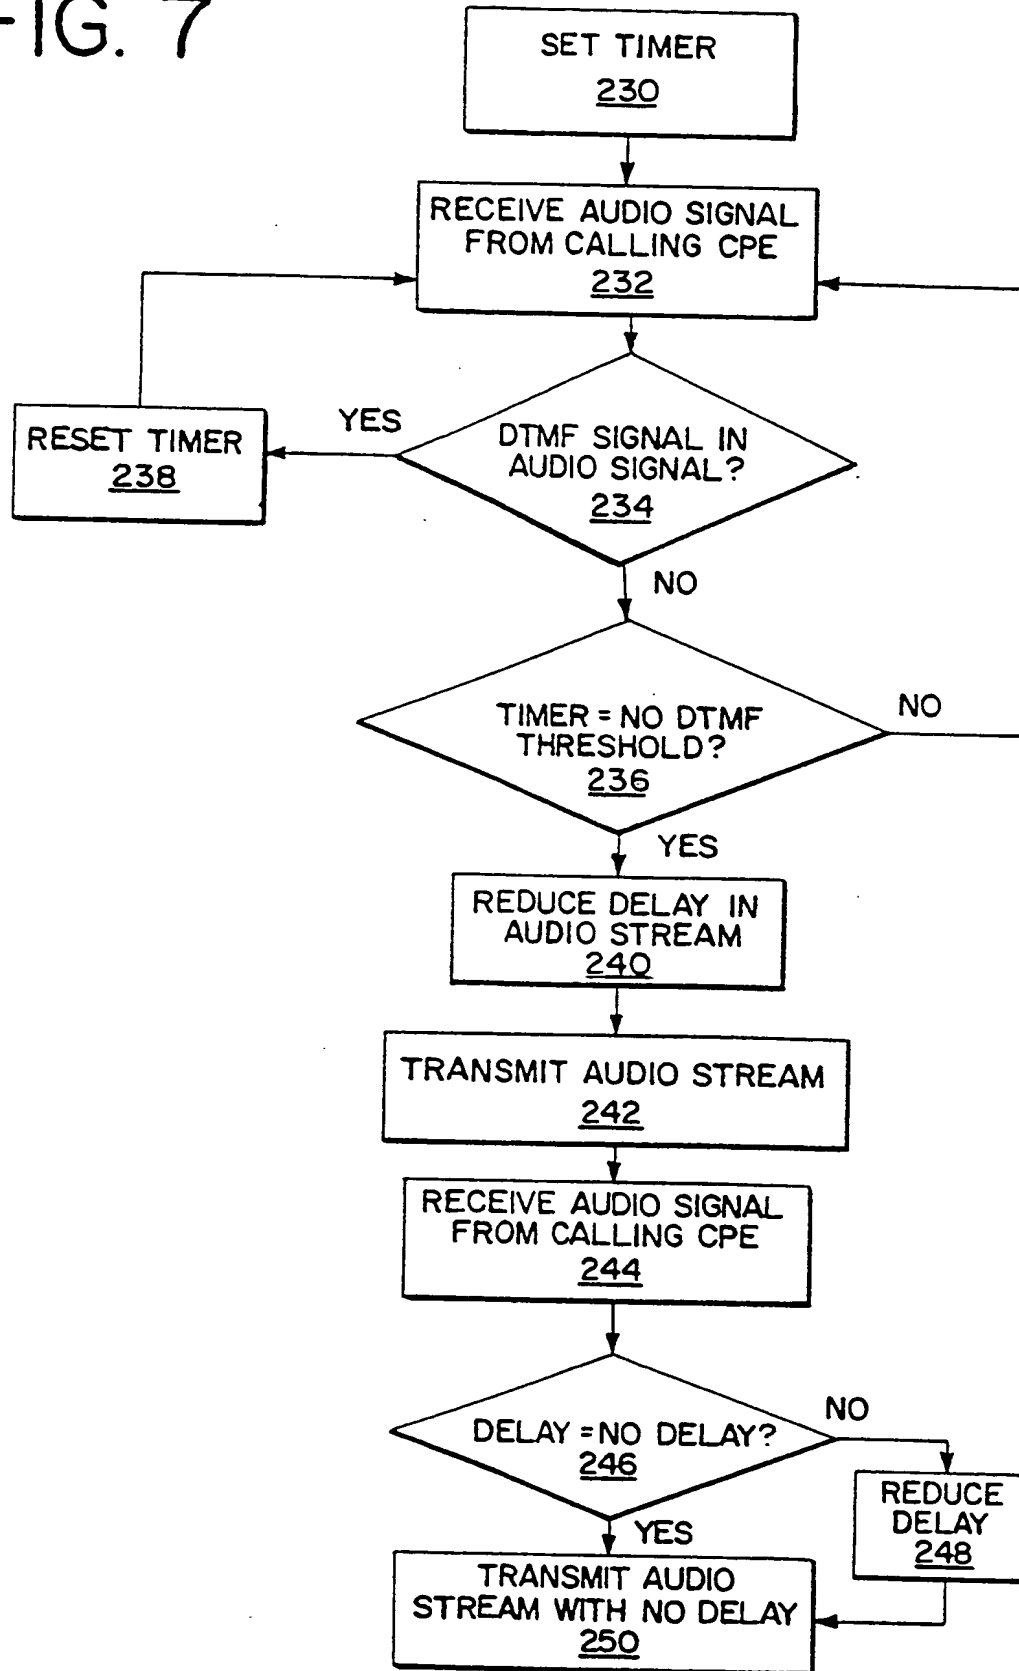 FIG. 7
SET TIMER
230
RECEIVE AUDIO SIGNAL
FROM CALLING CPE
232
YES
DTMF SIGNAL IN
AUDIO SIGNAL?
234
RESET TIMER
238
NO
TIMER = NO DTMF
THRESHOLD?
236
NO
YES
REDUCE DELAY IN
AUDIO STREAM
240
TRANSMIT AUDIO STREAM
242
RECEIVE AUDIO SIGNAL
FROM CALLING CPE
244
DELAY = NO DELAY?
246
NO
REDUCE
DELAY
248
YES
TRANSMIT AUDIO
STREAM WITH NO DELAY
250